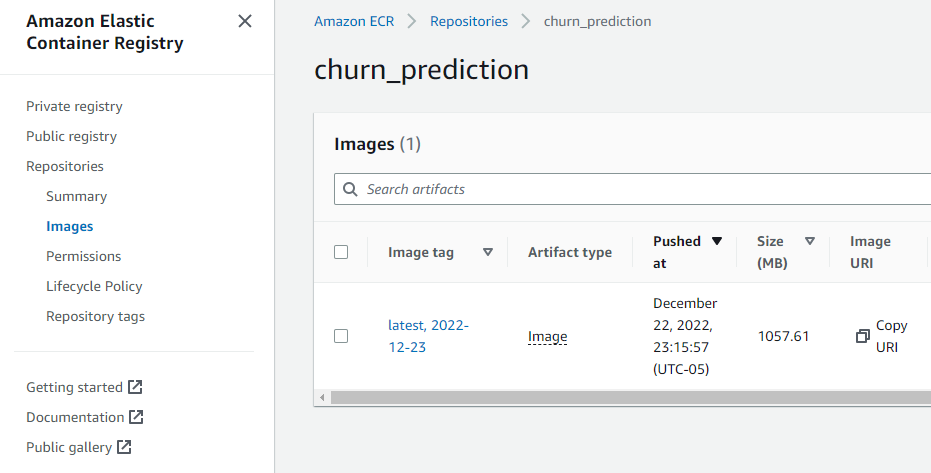 Amazon Elastic
Container Registry
Private registry
Public registry
Repositories
Summary
Images
Permissions
Lifecycle Policy
Repository tags
Getting started
Documentation
Public gallery
Amazon ECR
Repositories
churn_prediction
churn_prediction
Images (1)
Search artifacts
Image tag
Artifact type
Pushed
at
Size
(MB)
Image
URI
latest, 2022-
12-23
Image
December
22, 2022,
23:15:57
(UTC-05)
1057.61
Copy
URI